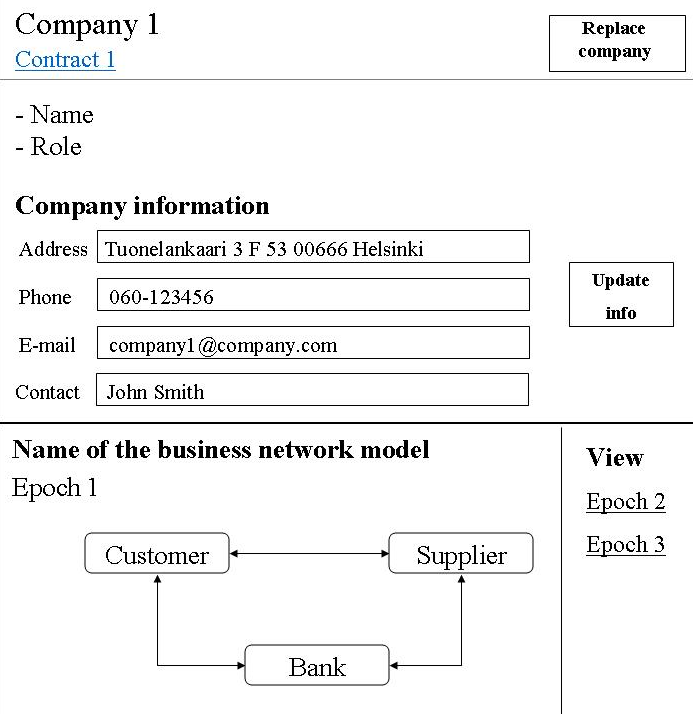 Company 1
Contract 1
Replace
company
- Name
- Role
Company information
Address Tuonelankaari 3 F 53 00666 Helsinki
Phone 060-123456
E-mail company1@company.com
Contact John Smith
Update
info
Name of the business network model
Epoch 1
Customer
Supplier
Bank
View
Epoch 2
Epoch 3